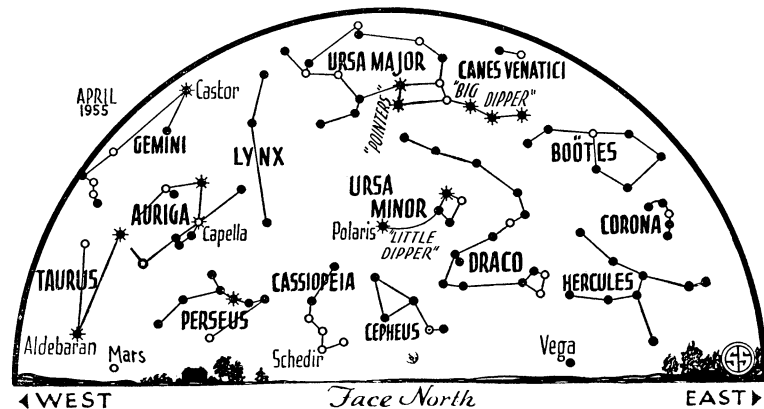 APRIL
1955
URSA MAJOR
CANES VENATICI
Castor
"POINTERS"
"BIG DIPPER"
GEMINI
LYNX
BOÖTES
URSA
MINOR
AURIGA
Capella
Polaris
"LITTLE
DIPPER"
CORONA
TAURUS
CASSIOPEIA
DRACO
HERCULES
PERSEUS
CEPHEUS
Aldebaran
Mars
Schedir
Vega
SS
WEST
Face North
EAST